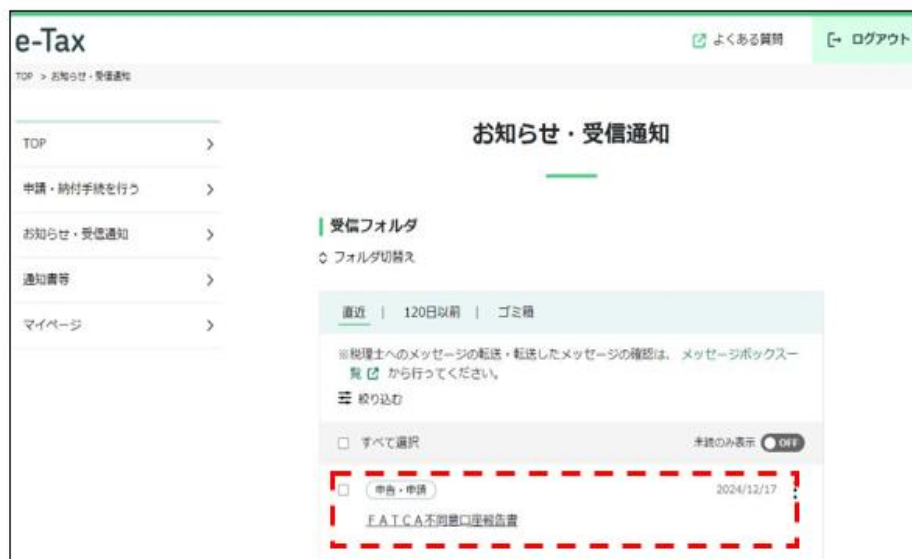 e-Tax
よくある質問
ログアウト
TOP > お知らせ・受信通知
TOP
申請・納付手続を行う
お知らせ・受信通知
通知書等
マイページ
お知らせ・受信通知
受信フォルダ
フォルダ切替え
直近 | 120日以前 | ゴミ箱
※税理士へのメッセージの転送・転送したメッセージの確認は、 メッセージボックス一
覧 から行ってください。
絞り込む
すべて選択
未読のみ表示 OFF
申告・申請
2024/12/17
ＦＡＴＣＡ不同意口座報告書